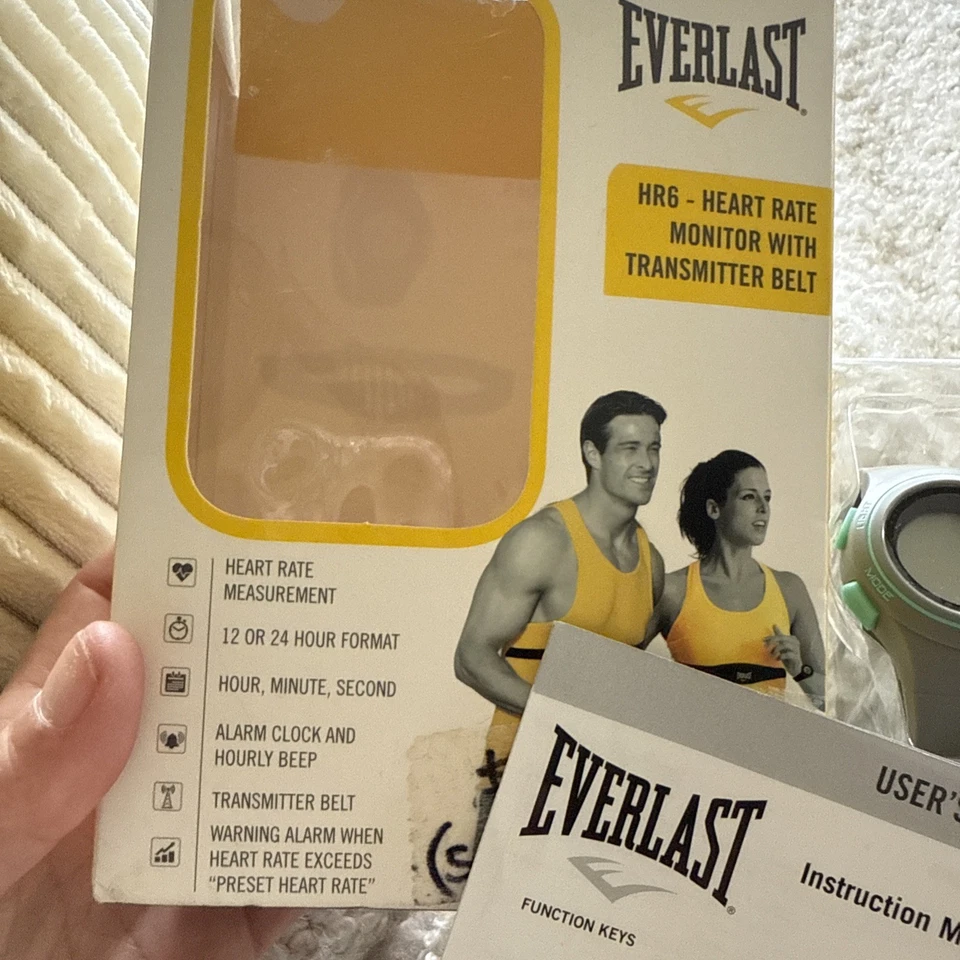 EVERLAST
HR6 - HEART RATE
MONITOR WITH
TRANSMITTER BELT
HEART RATE
MEASUREMENT
12 OR 24 HOUR FORMAT
HOUR, MINUTE, SECOND
ALARM CLOCK AND
HOURLY BEEP
TRANSMITTER BELT
WARNING ALARM WHEN
HEART RATE EXCEEDS
"PRESET HEART RATE"
MODE
USER'S
EVERLAST
Instruction
FUNCTION KEYS